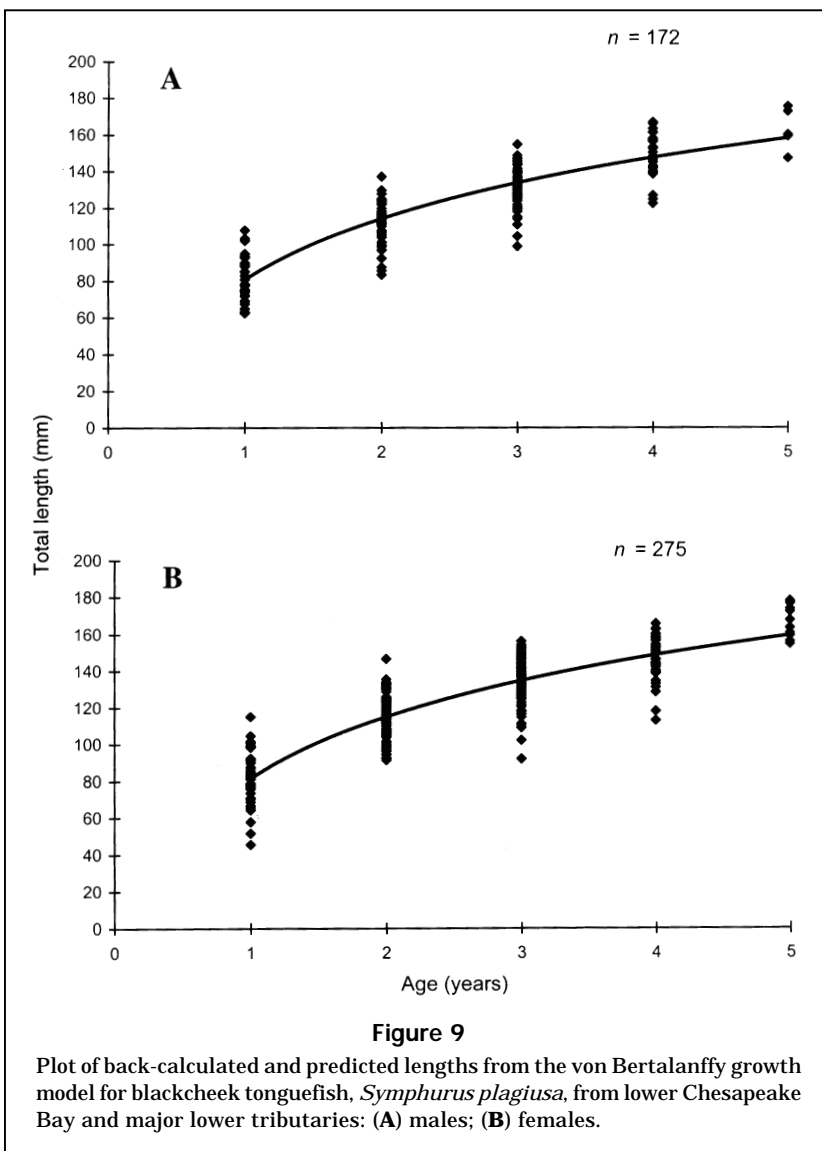 n = 172
A
200
180
160
140
120
100
80
60
40
20
0
0 1 2 3 4 5
Total length (mm)
n = 275
B
200
180
160
140
120
100
80
60
40
20
0
0 1 2 3 4 5
Age (years)
Figure 9
Plot of back-calculated and predicted lengths from the von Bertalanffy growth
model for blackcheek tonguefish, Symphurus plagiusa, from lower Chesapeake
Bay and major lower tributaries: (A) males; (B) females.